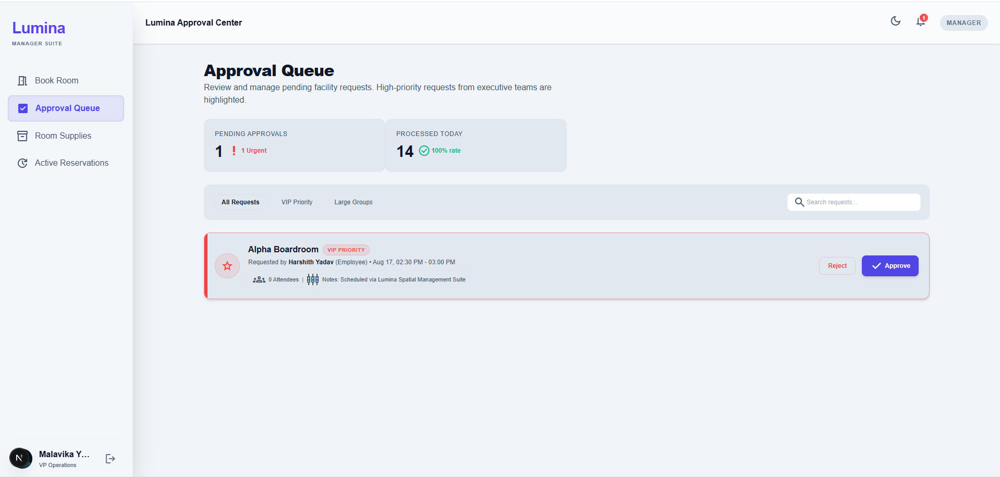 Lumina
MANAGER SUITE
Book Room
Approval Queue
Room Supplies
Active Reservations
Malavika Y...
VP Operations
N
Lumina Approval Center
1
MANAGER
Approval Queue
Review and manage pending facility requests. High-priority requests from executive teams are
highlighted.
PENDING APPROVALS
1 1 Urgent
PROCESSED TODAY
14 100% rate
All Requests VIP Priority Large Groups
Search requests...
Alpha Boardroom VIP PRIORITY
Requested by Harshith Yadav (Employee) • Aug 17, 02:30 PM - 03:00 PM
0 Attendees | Notes: Scheduled via Lumina Spatial Management Suite
Reject
Approve